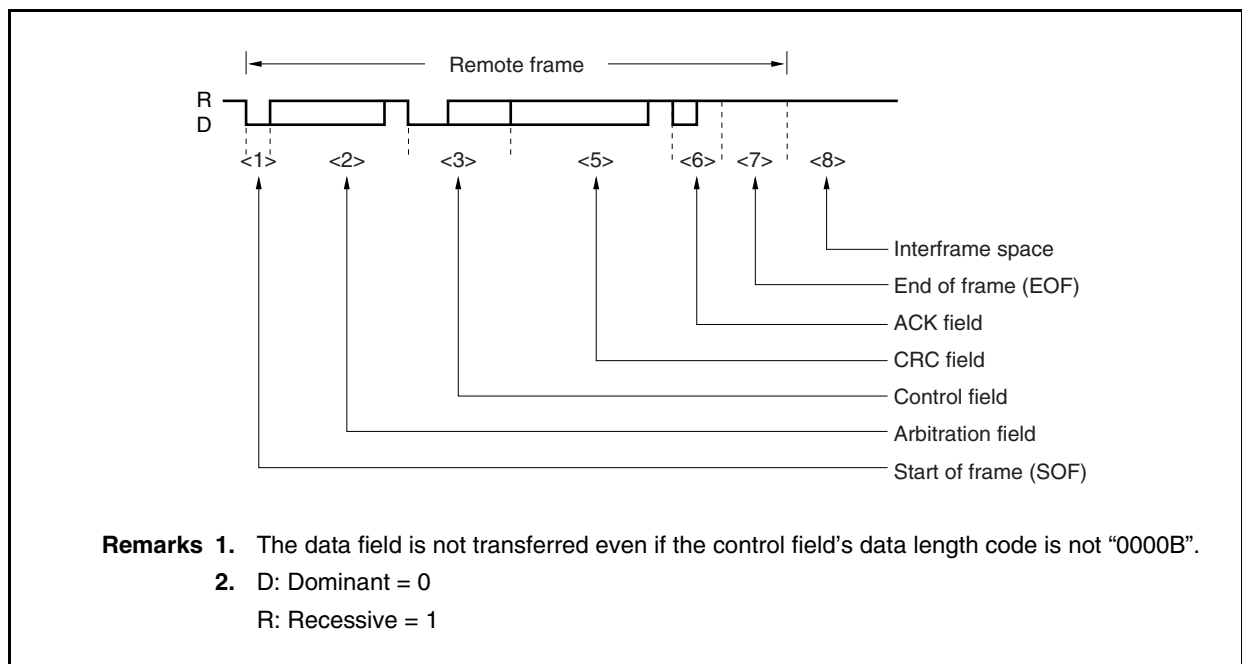 Remote frame
R
D
<1> <2> <3> <5> <6> <7> <8>
Interframe space
End of frame (EOF)
ACK field
CRC field
Control field
Arbitration field
Start of frame (SOF)
Remarks 1. The data field is not transferred even if the control field’s data length code is not “0000B”.
2. D: Dominant = 0
R: Recessive = 1